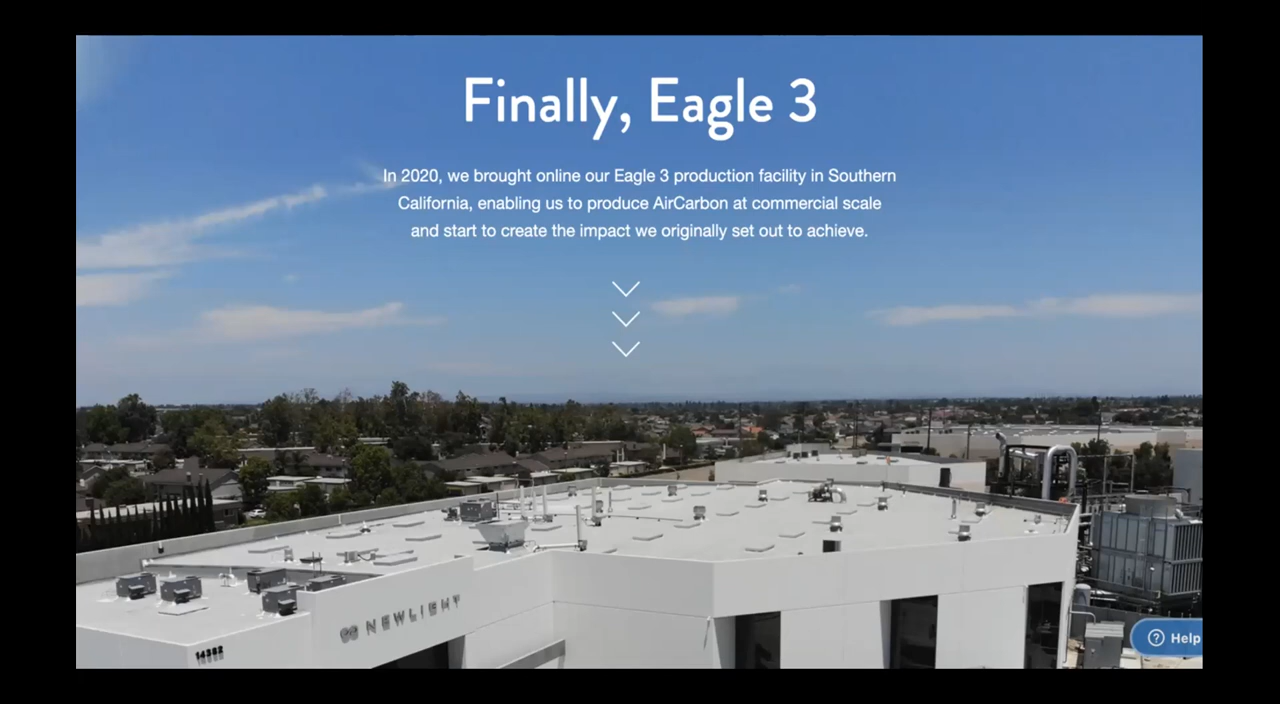 Finally, Eagle 3
In 2020, we brought online our Eagle 3 production facility in Southern
California, enabling us to produce AirCarbon at commercial scale
and start to create the impact we originally set out to achieve.
NEWLIGHT
14382
Help